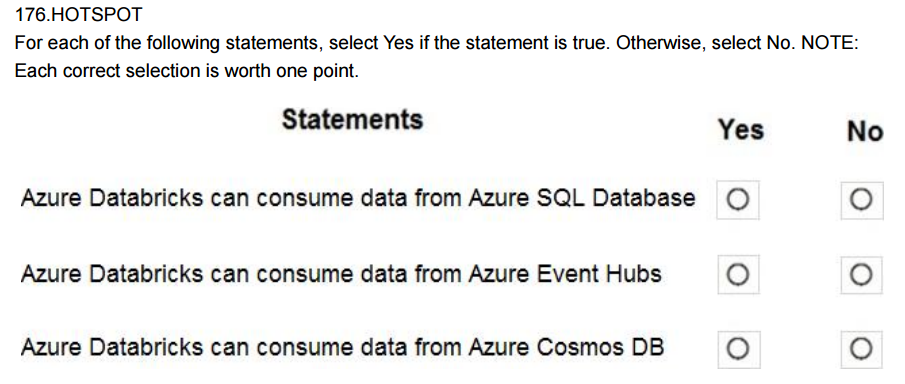 176.HOTSPOT
For each of the following statements, select Yes if the statement is true. Otherwise, select No. NOTE:
Each correct selection is worth one point.
Statements Yes No
Azure Databricks can consume data from Azure SQL Database
Azure Databricks can consume data from Azure Event Hubs
Azure Databricks can consume data from Azure Cosmos DB